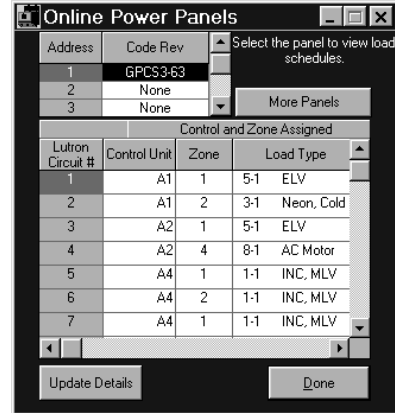 Online Power Panels
Address Code Rev
1 GPCS3-63
2 None
3 None
Select the panel to view load
schedules.
More Panels
Control and Zone Assigned
Lutron
Circuit # Control Unit Zone Load Type
1 A1 1 5-1 ELV
2 A1 2 3-1 Neon, Cold
3 A2 1 5-1 ELV
4 A2 4 8-1 AC Motor
5 A4 1 1-1 INC, MLV
6 A4 2 1-1 INC, MLV
7 A4 1 1-1 INC, MLV
Update Details Done